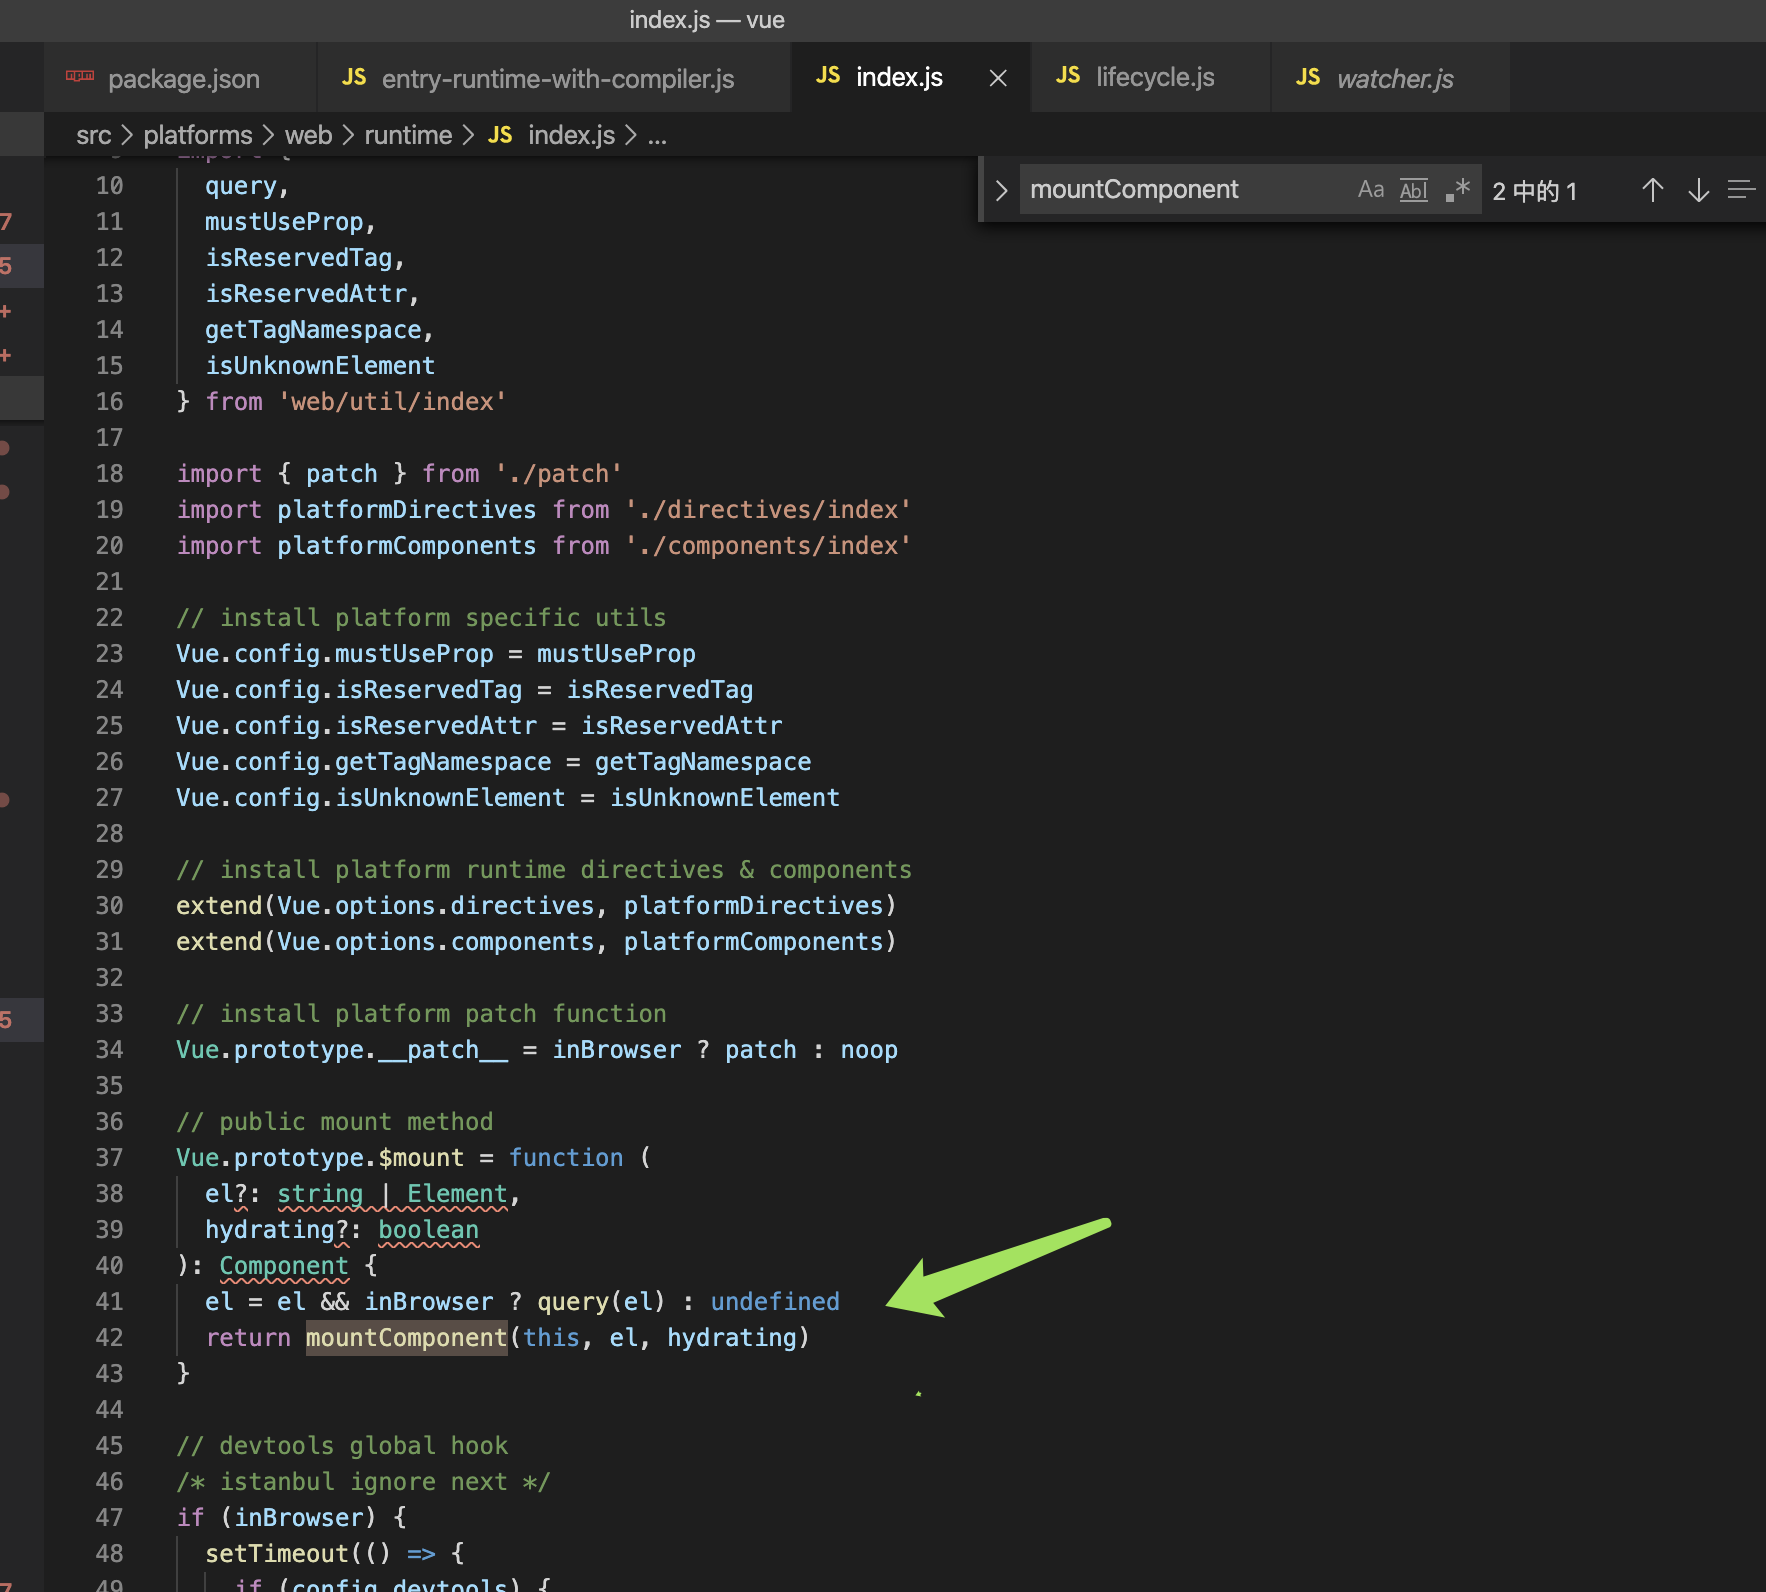 index.js — vue
package.json
JS entry-runtime-with-compiler.js
JS index.js
JS lifecycle.js
JS watcher.js
src > platforms > web > runtime > JS index.js > ...
mountComponent Aa Abl .* 2 中的 1
10 query,
11 mustUseProp,
12 isReservedTag,
13 isReservedAttr,
14 getTagNamespace,
15 isUnknownElement
16 } from 'web/util/index'
17
18 import { patch } from './patch'
19 import platformDirectives from './directives/index'
20 import platformComponents from './components/index'
21
22 // install platform specific utils
23 Vue.config.mustUseProp = mustUseProp
24 Vue.config.isReservedTag = isReservedTag
25 Vue.config.isReservedAttr = isReservedAttr
26 Vue.config.getTagNamespace = getTagNamespace
27 Vue.config.isUnknownElement = isUnknownElement
28
29 // install platform runtime directives & components
30 extend(Vue.options.directives, platformDirectives)
31 extend(Vue.options.components, platformComponents)
32
33 // install platform patch function
34 Vue.prototype.__patch__ = inBrowser ? patch : noop
35
36 // public mount method
37 Vue.prototype.$mount = function (
38 el?: string | Element,
39 hydrating?: boolean
40 ): Component {
41 el = el && inBrowser ? query(el) : undefined
42 return mountComponent(this, el, hydrating)
43 }
44
45 // devtools global hook
46 /* istanbul ignore next */
47 if (inBrowser) {
48 setTimeout(() => {
49 if (config.devtools) {